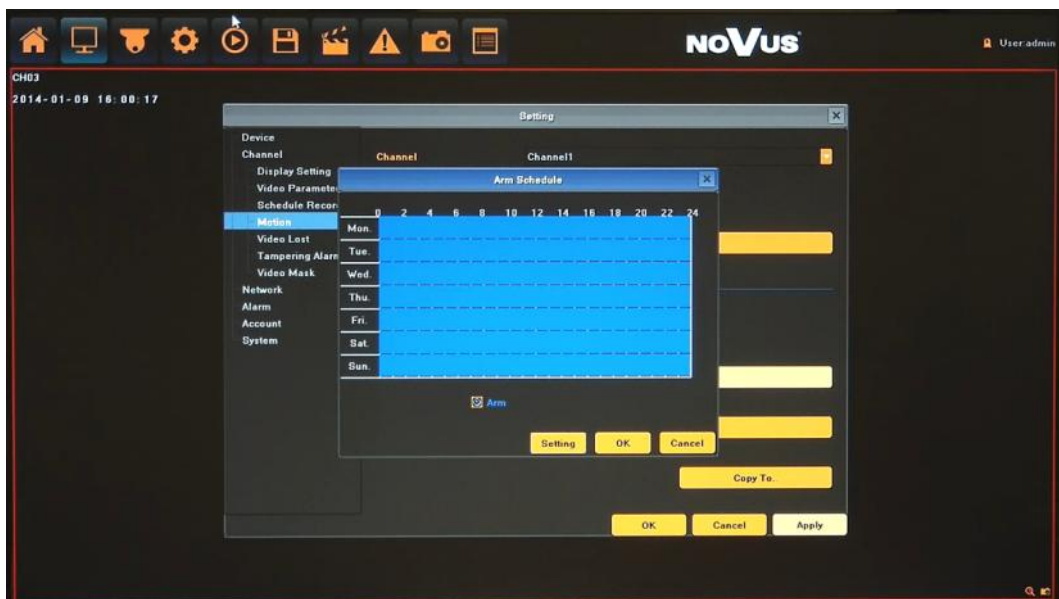 NOVUS
User:admin
CH03
2014-01-09 16:00:17
Setting
Device
Channel
Display Setting
Video Paramete
Schedule Recor
Motion
Video Lost
Tampering Alarm
Video Mask
Network
Alarm
Account
System
Channel Channel1
Arm Schedule
0 2 4 6 8 10 12 14 16 18 20 22 24
Mon.
Tue.
Wed.
Thu.
Fri.
Sat.
Sun.
Arm
Setting OK Cancel
Copy To..
OK Cancel Apply